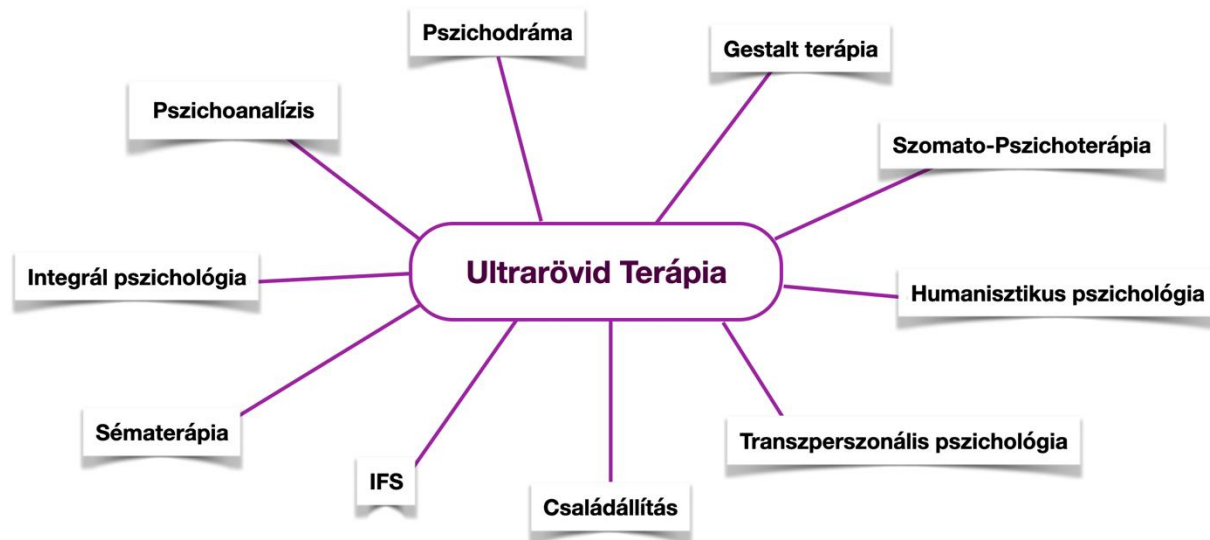 Pszichodráma
Gestalt terápia
Pszichoanalízis
Szomato-Pszichoterápia
Ultrarövid Terápia
Integrál pszichológia
Humanisztikus pszichológia
Sématerápia
Transzperszonális pszichológia
IFS
Családállítás